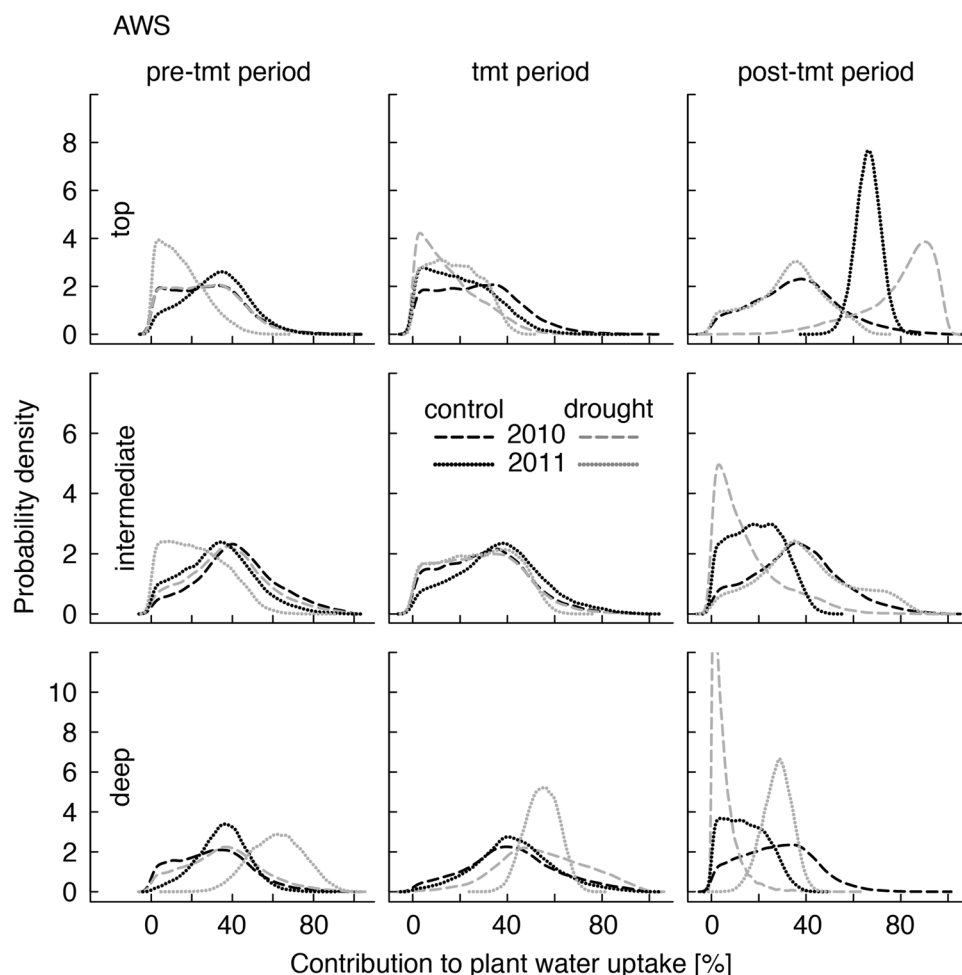 AWS
pre-tmt period tmt period post-tmt period
8
6
4
2
0
top
Probability density
6
4
2
0
intermediate
control drought
2010
2011
10
8
6
4
2
0
deep
0 40 80 0 40 80 0 40 80
Contribution to plant water uptake [%]